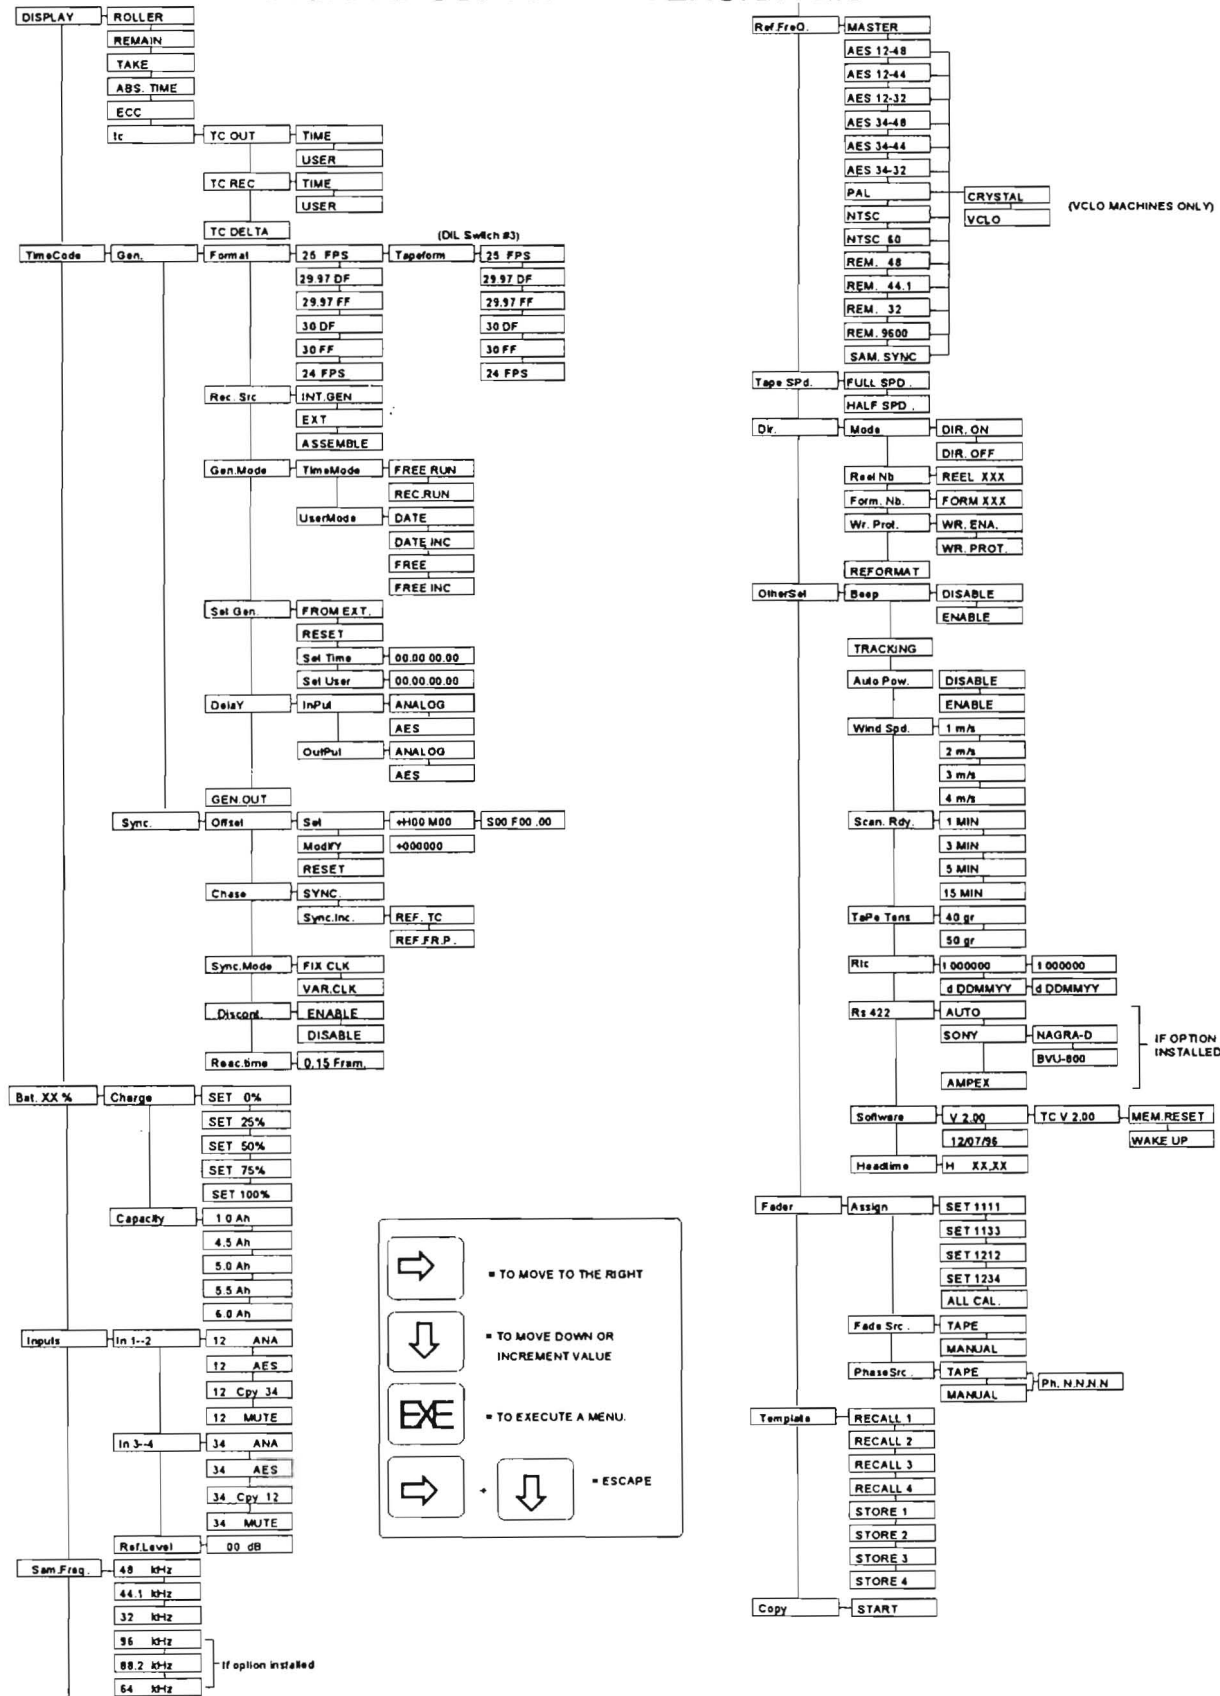 DISPLAY ROLLER
REMAIN
TAKE
ABS. TIME
ECC
tc TC OUT TIME
USER
TC REC TIME
USER
TC DELTA
(DIL Switch #3)
TimeCode Gen. Format 25 FPS Tapeform 25 FPS
29.97 DF 29.97 DF
29.97 FF 29.97 FF
30 DF 30 DF
30 FF 30 FF
24 FPS 24 FPS
Rec. Src INT.GEN
EXT
ASSEMBLE
Gen.Mode TimeMode FREE RUN
REC.RUN
UserMode DATE
DATE INC
FREE
FREE INC
Set Gen. FROM EXT.
RESET
Set Time 00.00 00.00
Set User 00.00.00.00
DelaY InPut ANALOG
AES
OutPut ANALOG
AES
GEN.OUT
Sync. Offset Set +H00 M00 S00 F00 .00
ModifY +000000
RESET
Chase SYNC.
Sync.Inc. REF. TC
REF.FR.P.
Sync.Mode FIX CLK
VAR.CLK
Discont. ENABLE
DISABLE
Reac.time 0.15 Fram.
Bat. XX % Charge SET 0%
SET 25%
SET 50%
SET 75%
SET 100%
Capacity 1 0 Ah
4.5 Ah
5.0 Ah
5.5 Ah
6.0 Ah
Inputs In 1--2 12 ANA
12 AES
12 Cpy 34
12 MUTE
In 3--4 34 ANA
34 AES
34 Cpy 12
34 MUTE
Ref.Level 00 dB
Sam.Freq. 48 kHz
44.1 kHz
32 kHz
96 kHz
88.2 kHz If option installed
64 kHz
= TO MOVE TO THE RIGHT
= TO MOVE DOWN OR
INCREMENT VALUE
EXE = TO EXECUTE A MENU.
+ = ESCAPE
Ref.FreQ. MASTER
AES 12-48
AES 12-44
AES 12-32
AES 34-48
AES 34-44
AES 34-32
PAL CRYSTAL (VCLO MACHINES ONLY)
NTSC VCLO
NTSC 60
REM. 48
REM. 44.1
REM. 32
REM. 9600
SAM. SYNC
Tape SPd. FULL SPD .
HALF SPD .
Dir. Mode DIR. ON
DIR. OFF
Reel Nb REEL XXX
Form. Nb. FORM XXX
Wr. Prot. WR. ENA.
WR. PROT.
REFORMAT
OtherSet Beep DISABLE
ENABLE
TRACKING
Auto Pow. DISABLE
ENABLE
Wind Spd. 1 m/s
2 m/s
3 m/s
4 m/s
Scan. Rdy. 1 MIN
3 MIN
5 MIN
15 MIN
TaPe Tens 40 gr
50 gr
Rtc t 000000 t 000000
d DDMMYY d DDMMYY
Rs 422 AUTO
SONY NAGRA-D IF OPTION
INSTALLED
BVU-800
AMPEX
Software V 2.00 TC V 2.00 MEM.RESET
12/07/96 WAKE UP
Headtime H XX,XX
Fader Assign SET 1111
SET 1133
SET 1212
SET 1234
ALL CAL.
Fade Src . TAPE
MANUAL
PhaseSrc . TAPE
Ph. N.N.N.N
MANUAL
Template RECALL 1
RECALL 2
RECALL 3
RECALL 4
STORE 1
STORE 2
STORE 3
STORE 4
Copy START